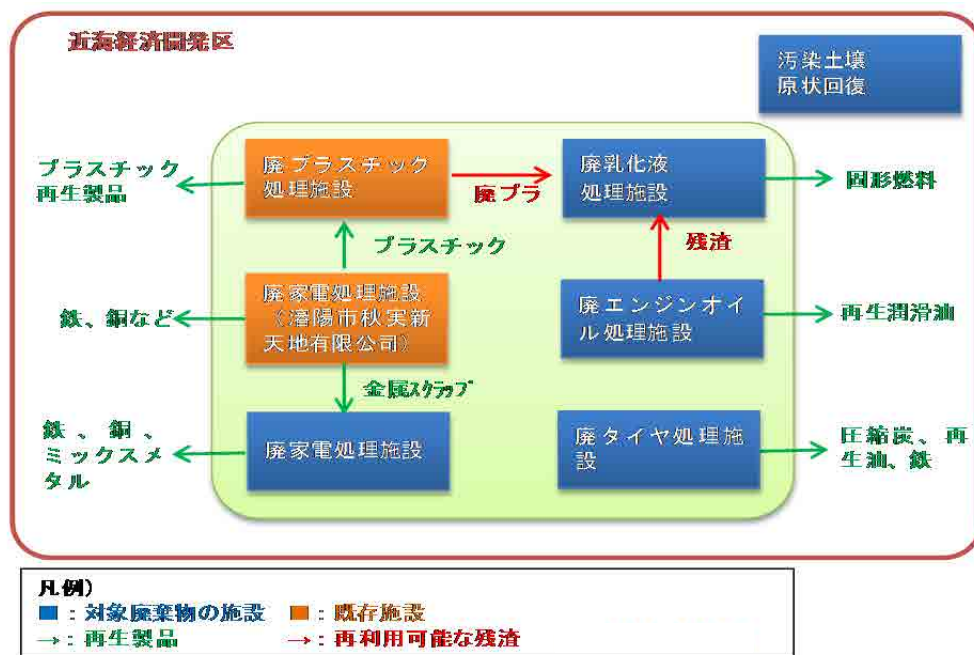 近海経済開発区
汚染土壌
原状回復
プラスチック
再生製品
廃プラスチック
処理施設
廃プラ
廃乳化液
処理施設
固形燃料
プラスチック
残渣
鉄、銅など
廃家電処理施設
(瀋陽市秋実新
天地有限公司)
廃エンジンオイ
ル処理施設
再生潤滑油
金属スクラップ
鉄、銅、
ミックスメ
タル
廃家電処理施設
廃タイヤ処理施
設
圧縮炭、再
生油、鉄
凡例)
■:対象廃棄物の施設 ■:既存施設
→:再生製品 →:再利用可能な残渣